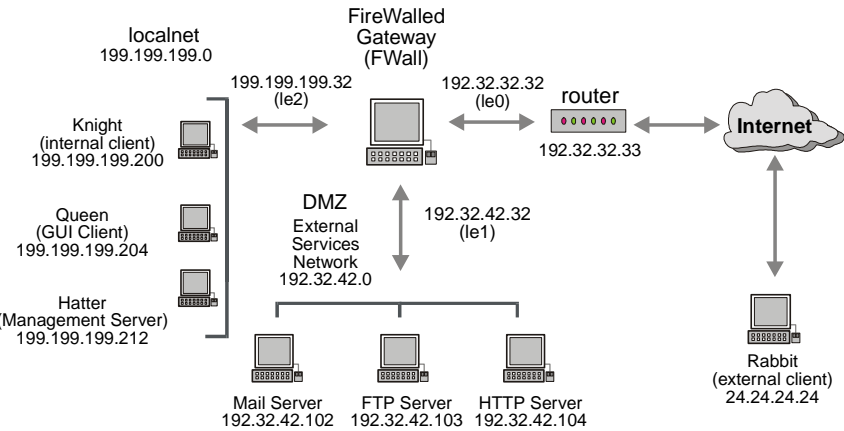 FireWalled
Gateway
(FWall)
localnet
199.199.199.0
199.199.199.32
(le2)
192.32.32.32
(le0)
router
192.32.32.33
Internet
Knight
(internal client)
199.199.199.200
Queen
(GUI Client)
199.199.199.204
Hatter
(Management Server)
199.199.199.212
DMZ
External
Services
Network
192.32.42.0
192.32.42.32
(le1)
Mail Server
192.32.42.102
FTP Server
192.32.42.103
HTTP Server
192.32.42.104
Rabbit
(external client)
24.24.24.24